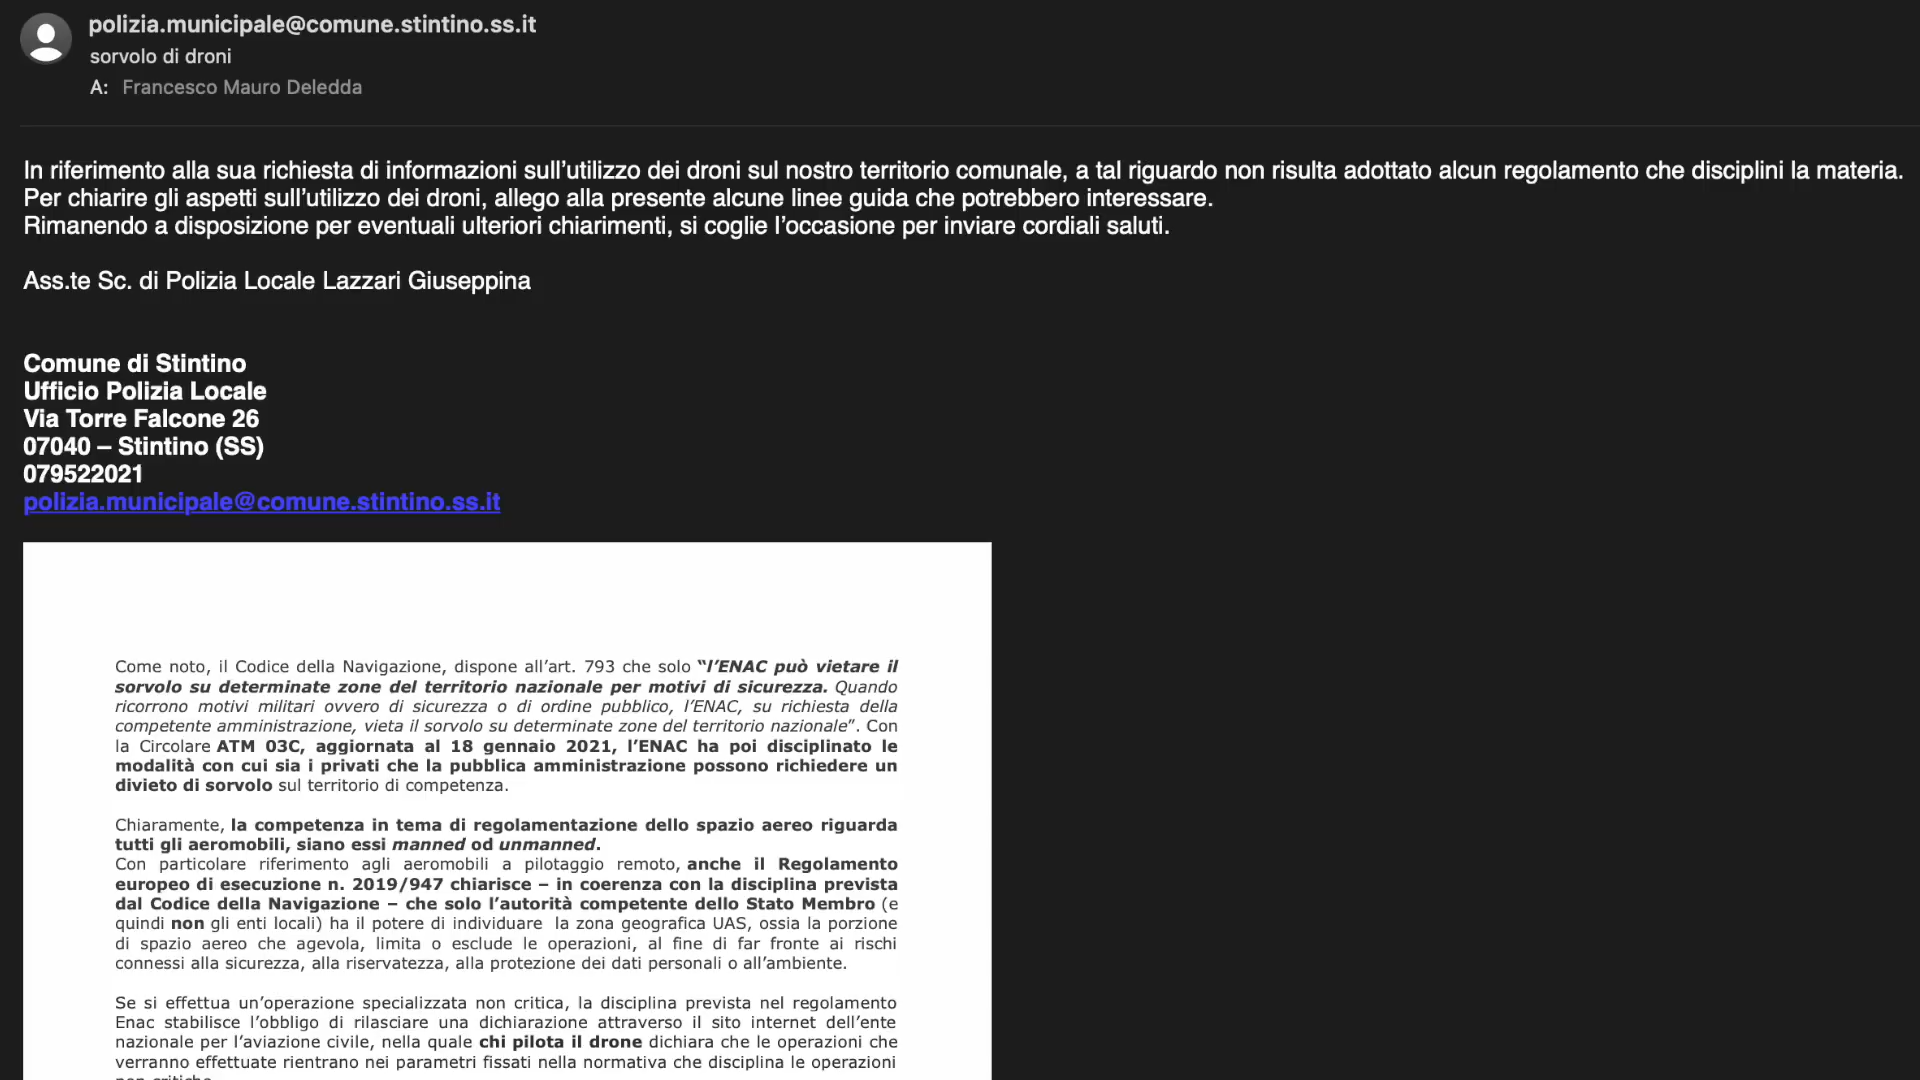 polizia.municipale@comune.stintino.ss.it
sorvolo di droni
A: Francesco Mauro Deledda
In riferimento alla sua richiesta di informazioni sull’utilizzo dei droni sul nostro territorio comunale, a tal riguardo non risulta adottato alcun regolamento che disciplini la materia.
Per chiarire gli aspetti sull’utilizzo dei droni, allego alla presente alcune linee guida che potrebbero interessare.
Rimanendo a disposizione per eventuali ulteriori chiarimenti, si coglie l’occasione per inviare cordiali saluti.
Ass.te Sc. di Polizia Locale Lazzari Giuseppina
Comune di Stintino
Ufficio Polizia Locale
Via Torre Falcone 26
07040 – Stintino (SS)
079522021
polizia.municipale@comune.stintino.ss.it
Come noto, il Codice della Navigazione, dispone all’art. 793 che solo “l’ENAC può vietare il
sorvolo su determinate zone del territorio nazionale per motivi di sicurezza. Quando
ricorrono motivi militari ovvero di sicurezza o di ordine pubblico, l’ENAC, su richiesta della
competente amministrazione, vieta il sorvolo su determinate zone del territorio nazionale”. Con
la Circolare ATM 03C, aggiornata al 18 gennaio 2021, l’ENAC ha poi disciplinato le
modalità con cui sia i privati che la pubblica amministrazione possono richiedere un
divieto di sorvolo sul territorio di competenza.
Chiaramente, la competenza in tema di regolamentazione dello spazio aereo riguarda
tutti gli aeromobili, siano essi manned od unmanned.
Con particolare riferimento agli aeromobili a pilotaggio remoto, anche il Regolamento
europeo di esecuzione n. 2019/947 chiarisce – in coerenza con la disciplina prevista
dal Codice della Navigazione – che solo l’autorità competente dello Stato Membro (e
quindi non gli enti locali) ha il potere di individuare la zona geografica UAS, ossia la porzione
di spazio aereo che agevola, limita o esclude le operazioni, al fine di far fronte ai rischi
connessi alla sicurezza, alla riservatezza, alla protezione dei dati personali o all’ambiente.
Se si effettua un’operazione specializzata non critica, la disciplina prevista nel regolamento
Enac stabilisce l’obbligo di rilasciare una dichiarazione attraverso il sito internet dell’ente
nazionale per l’aviazione civile, nella quale chi pilota il drone dichiara che le operazioni che
verranno effettuate rientrano nei parametri fissati nella normativa che disciplina le operazioni